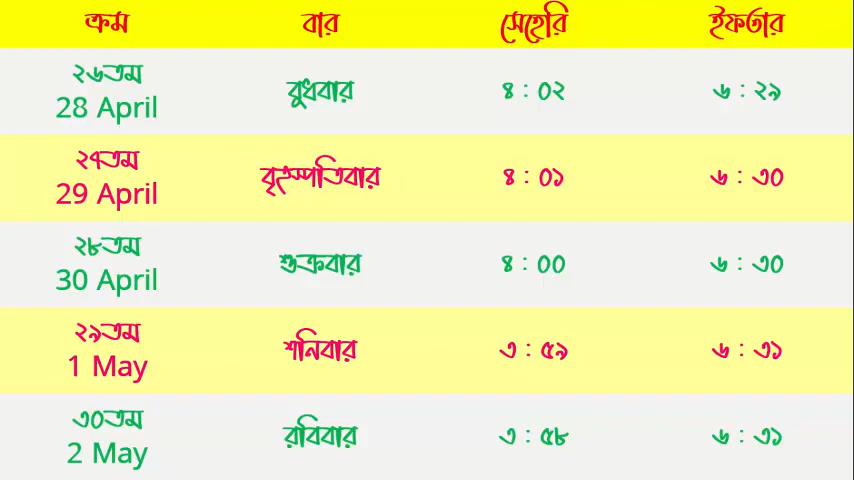 ক্রম বার সেহেরি ইফতার
২৬তম
28 April
বুধবার ৪ : ০২ ৬ : ২৯
২৭তম
29 April
বৃহস্পতিবার ৪ : ০১ ৬ : ৩০
২৮তম
30 April
শুক্রবার ৪ : ০০ ৬ : ৩০
২৯তম
1 May
শনিবার ৩ : ৫৯ ৬ : ৩১
৩০তম
2 May
রবিবার ৩ : ৫৮ ৬ : ৩১